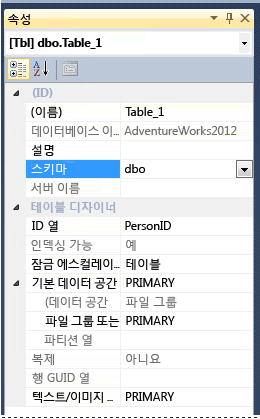 속성
[Tbl] dbo.Table_1
(ID)
(이름) Table_1
데이터베이스 이... AdventureWorks2012
설명
스키마 dbo
서버 이름
테이블 디자이너
ID 열 PersonID
인덱싱 가능 예
잠금 에스컬레이... 테이블
기본 데이터 공간 PRIMARY
(데이터 공간 파일 그룹
파일 그룹 또는 PRIMARY
파티션 열
복제 아니요
행 GUID 열
텍스트/이미지 ... PRIMARY